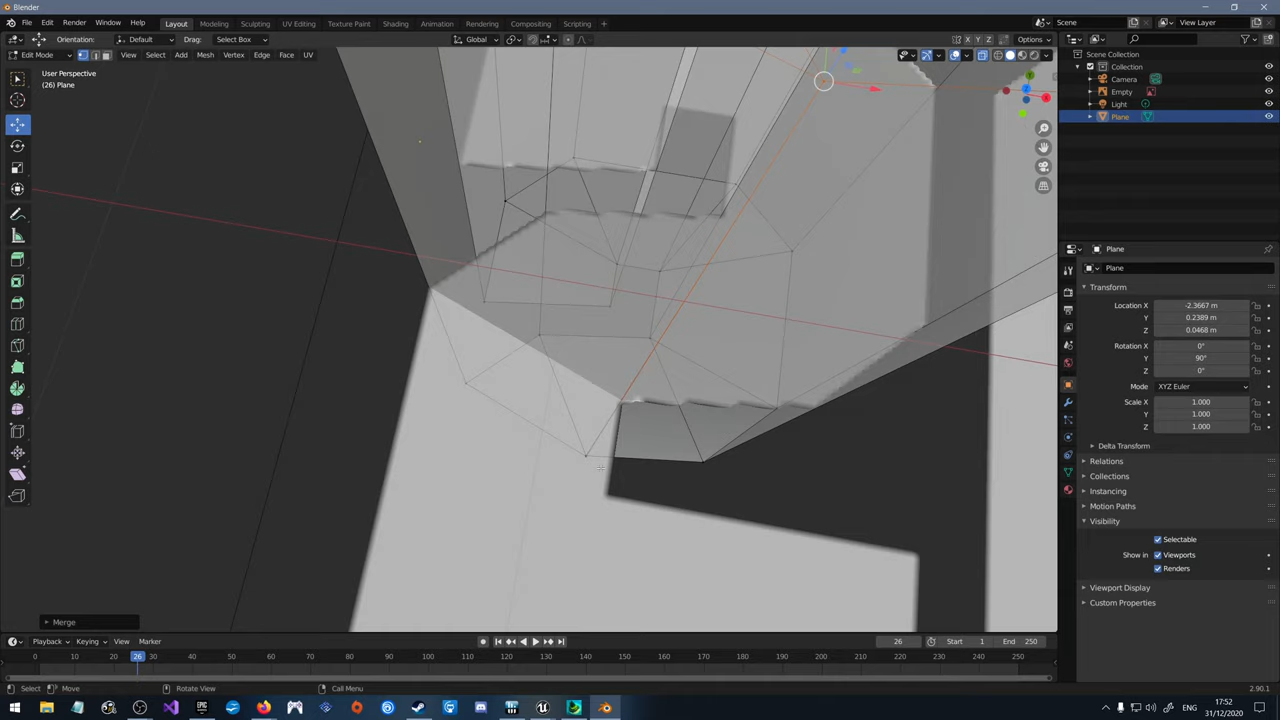 Blender
File Edit Render Window Help Layout Modeling Sculpting UV Editing Texture Paint Shading Animation Rendering Compositing Scripting + Scene View Layer
Orientation: Default Drag: Select Box Global X Y Z Options
Edit Mode View Select Add Mesh Vertex Edge Face UV
User Perspective
(26) Plane
Scene Collection
Collection
Camera
Empty
Light
Plane
Plane
Plane
Transform
Location X -2.3667 m
Y 0.2389 m
Z 0.0468 m
Rotation X 0°
Y 90°
Z 0°
Mode XYZ Euler
Scale X 1.000
Y 1.000
Z 1.000
Delta Transform
Relations
Collections
Instancing
Motion Paths
Visibility
Selectable
Show in Viewports
Renders
Viewport Display
Custom Properties
Merge
Playback Keying View Marker 26 Start 1 End 250
0 10 20 26 30 40 50 60 70 80 90 100 110 120 130 140 150 160 170 180 190 200 210 220 230 240 250
Select Move Rotate View Call Menu 2.90.1
ENG 17:52
31/12/2020